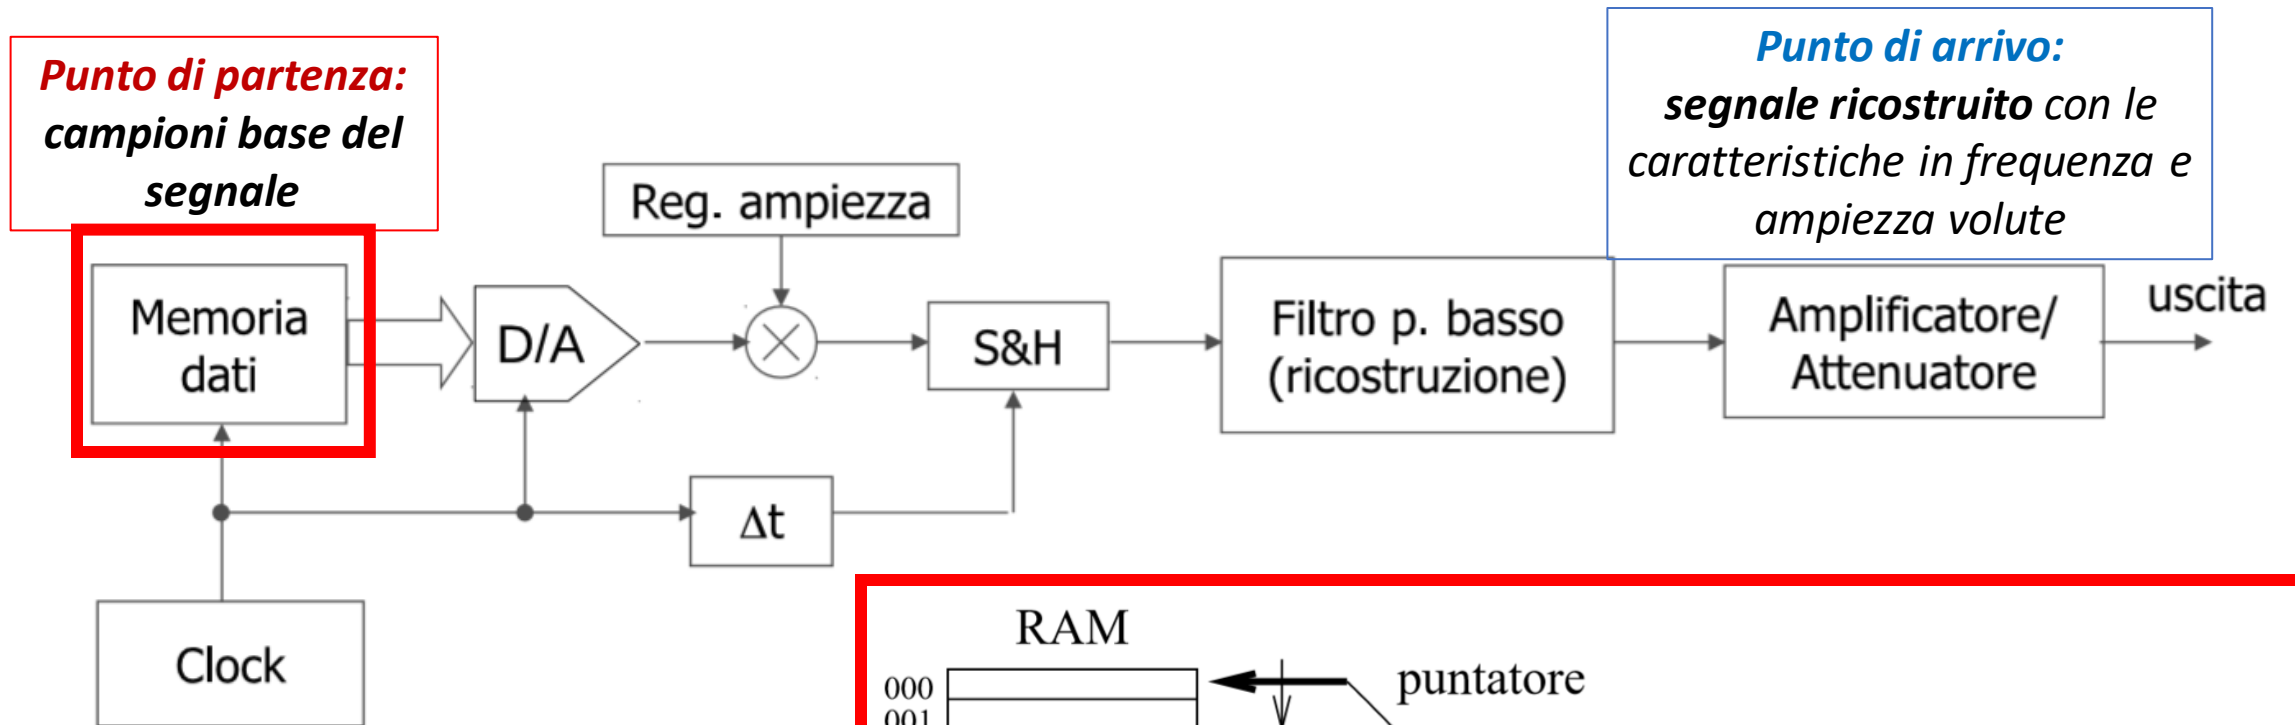 Punto di partenza:
campioni base del
segnale
Punto di arrivo:
segnale ricostruito con le
caratteristiche in frequenza e
ampiezza volute
Reg. ampiezza
Memoria
dati
D/A
S&H
Filtro p. basso
(ricostruzione)
Amplificatore/
Attenuatore
uscita
Δt
Clock
RAM
000
001
puntatore